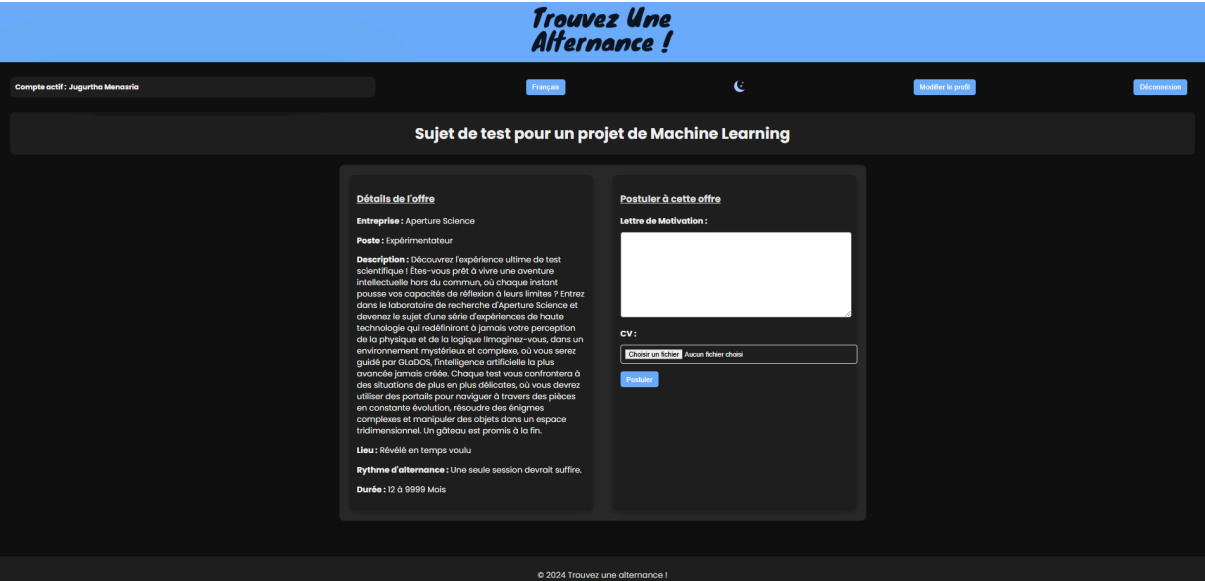 Trouvez Une
Alternance !
Compte actif : Jugurtha Menasria
Français
Modifier le profil
Déconnexion
Sujet de test pour un projet de Machine Learning
Détails de l'offre
Entreprise : Aperture Science
Poste : Expérimentateur
Description : Découvrez l'expérience ultime de test
scientifique ! Êtes-vous prêt à vivre une aventure
intellectuelle hors du commun, où chaque instant
pousse vos capacités de réflexion à leurs limites ? Entrez
dans le laboratoire de recherche d'Aperture Science et
devenez le sujet d'une série d'expériences de haute
technologie qui redéfiniront à jamais votre perception
de la physique et de la logique !Imaginez-vous, dans un
environnement mystérieux et complexe, où vous serez
guidé par GLaDOS, l'intelligence artificielle la plus
avancée jamais créée. Chaque test vous confrontera à
des situations de plus en plus délicates, où vous devrez
utiliser des portails pour naviguer à travers des pièces
en constante évolution, résoudre des énigmes
complexes et manipuler des objets dans un espace
tridimensionnel. Un gâteau est promis à la fin.
Lieu : Révélé en temps voulu
Rythme d'alternance : Une seule session devrait suffire.
Durée : 12 à 9999 Mois
Postuler à cette offre
Lettre de Motivation :
CV :
Choisir un fichier Aucun fichier choisi
Postuler
© 2024 Trouvez une alternance !